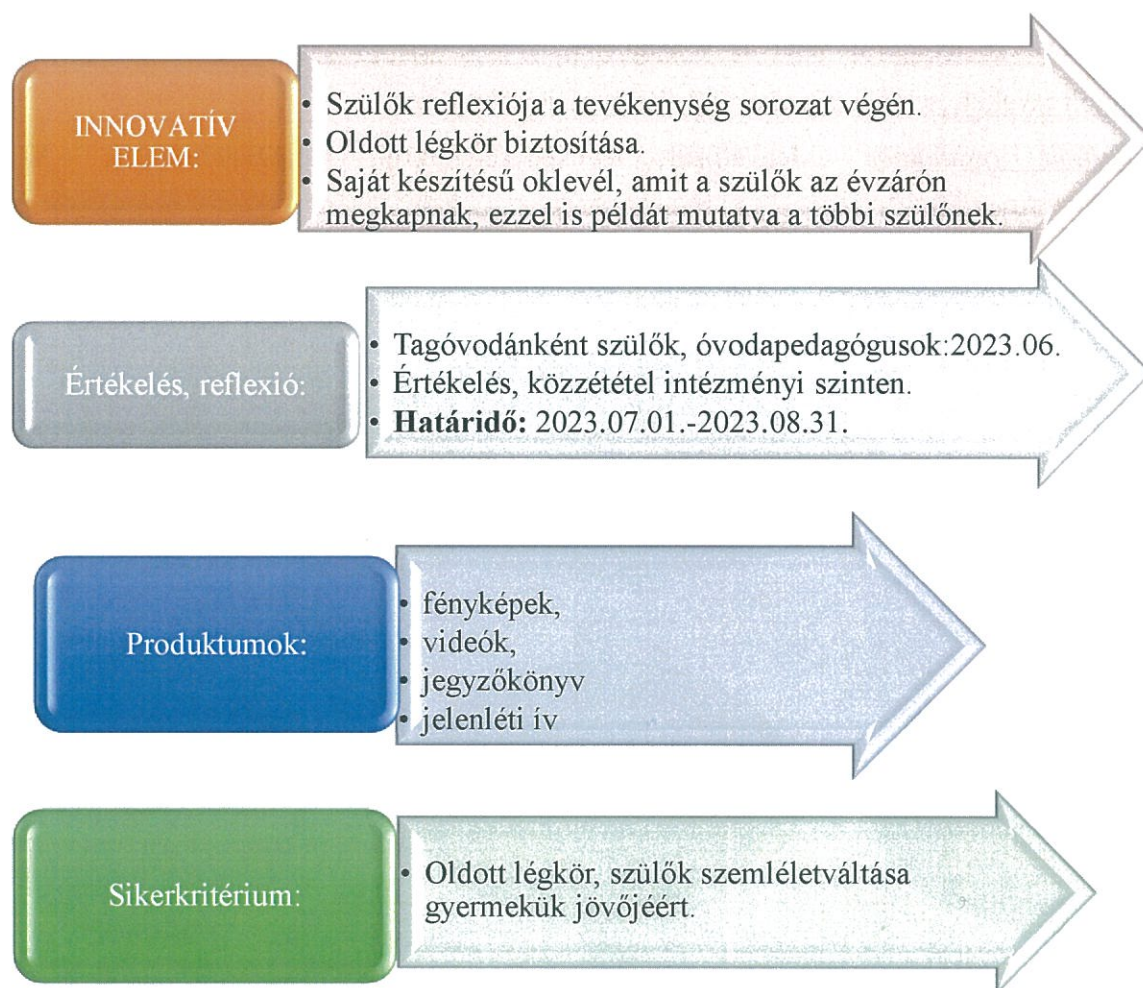 INNOVATÍV
ELEM:
• Szülők reflexiója a tevékenység sorozat végén.
• Oldott légkör biztosítása.
• Saját készítésű oklevél, amit a szülők az évzárón
megkapnak, ezzel is példát mutatva a többi szülőnek.
Értékelés, reflexió:
• Tagóvodánként szülők, óvodapedagógusok:2023.06.
• Értékelés, közzététel intézményi szinten.
• Határidő: 2023.07.01.-2023.08.31.
Produktumok:
• fényképek,
• videók,
• jegyzőkönyv
• jelenléti ív
Sikerkritérium:
• Oldott légkör, szülők szemléletváltása
gyermekük jövőjéért.